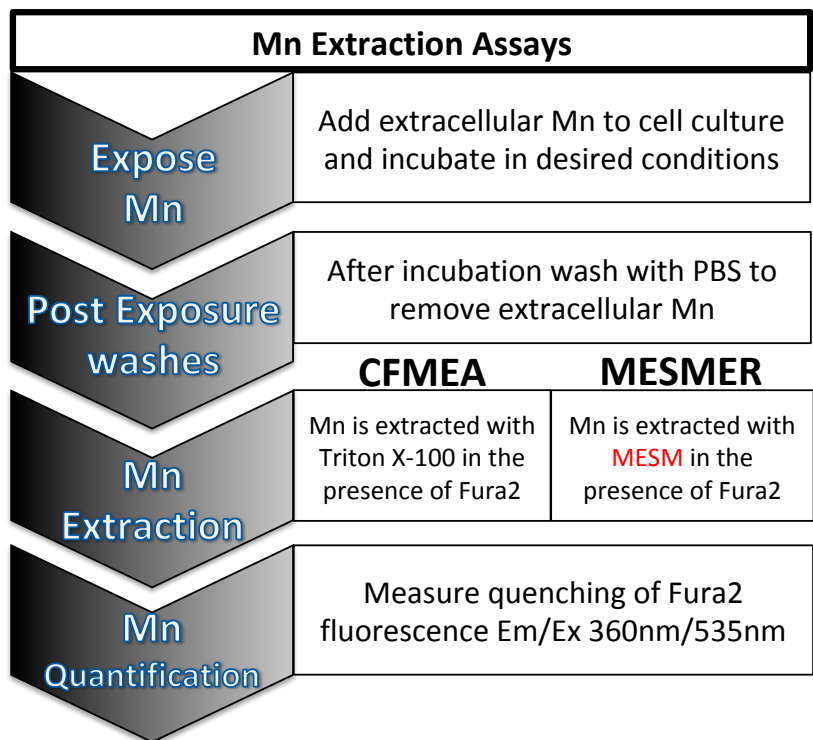 Mn Extraction Assays
Expose
Mn
Add extracellular Mn to cell culture
and incubate in desired conditions
Post Exposure
washes
After incubation wash with PBS to
remove extracellular Mn
CFMEA
MESMER
Mn
Extraction
Mn is extracted with
Triton X-100 in the
presence of Fura2
Mn is extracted with
MESM in the
presence of Fura2
Mn
Quantification
Measure quenching of Fura2
fluorescence Em/Ex 360nm/535nm